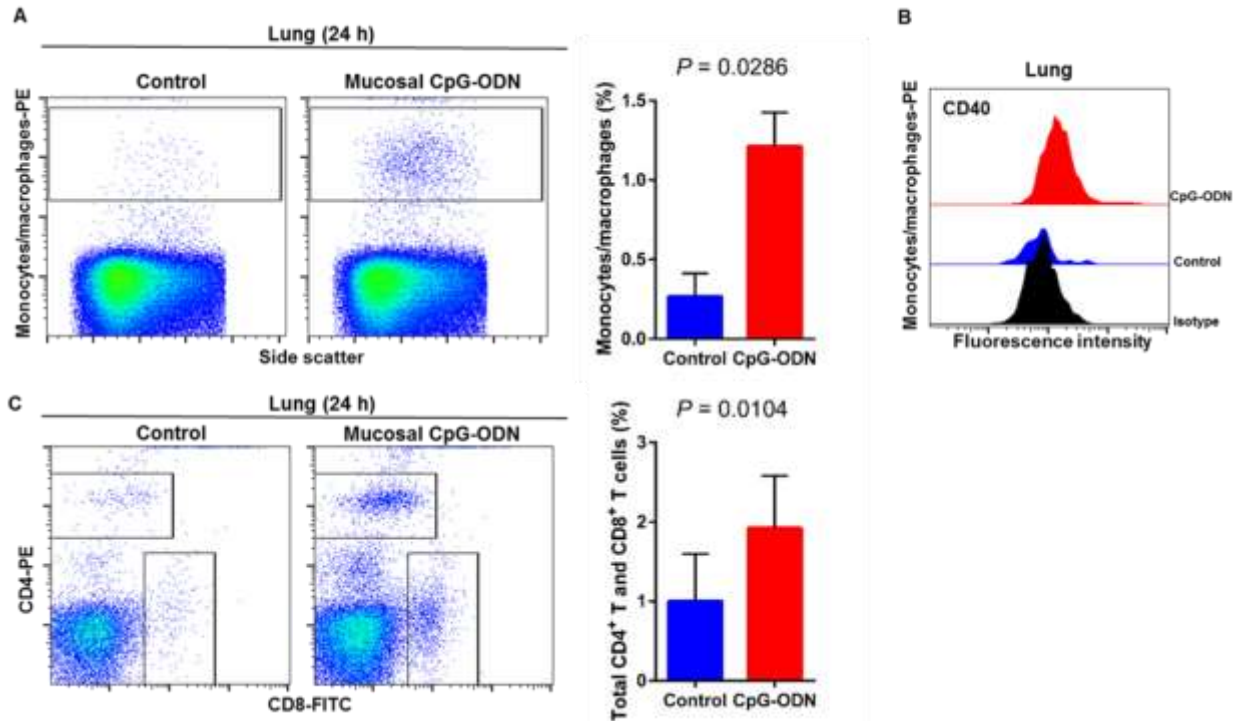 A
Lung (24 h)
Control
Mucosal CpG-ODN
Monocytes/macrophages-PE
Side scatter
P = 0.0286
Monocytes/macrophages (%)
1.5
1.0
0.5
0.0
Control
CpG-ODN
B
Lung
CD40
Monocytes/macrophages-PE
CpG-ODN
Control
Isotype
Fluorescence intensity
C
Lung (24 h)
Control
Mucosal CpG-ODN
CD4-PE
CD8-FITC
P = 0.0104
Total CD4+ T and CD8+ T cells (%)
3
2
1
0
Control
CpG-ODN